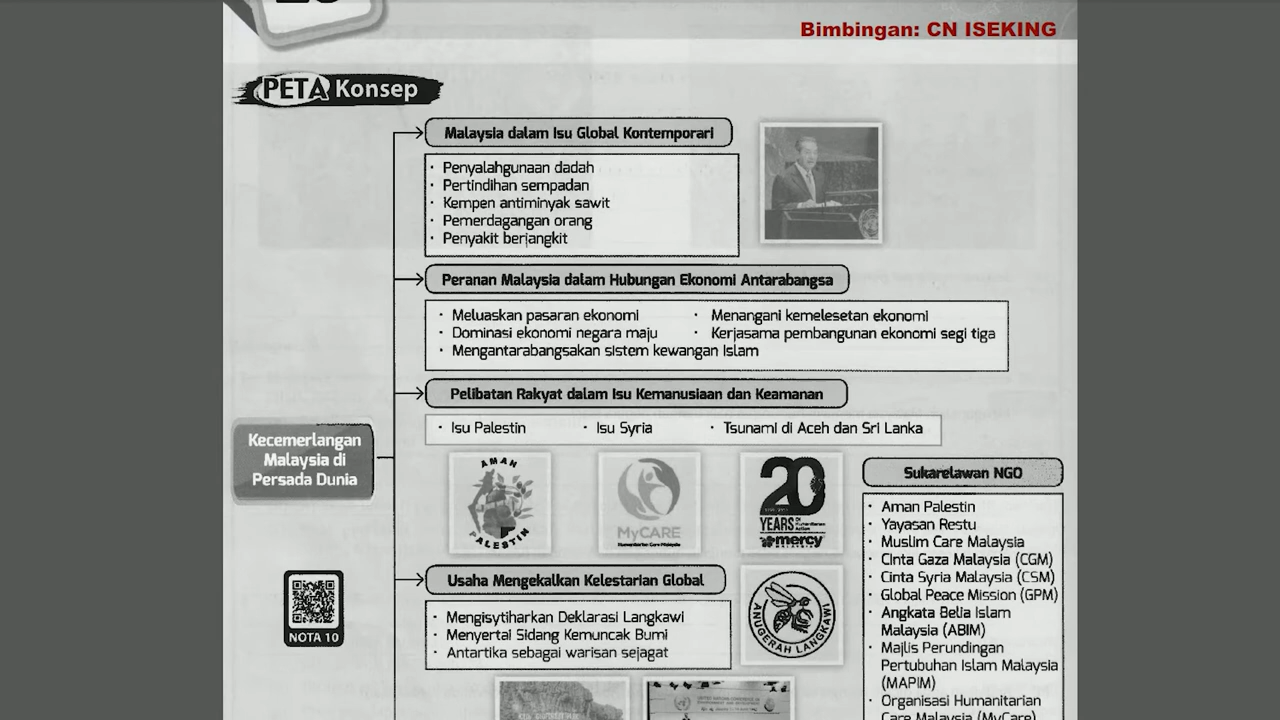 Bimbingan: CN ISEKING
PETA Konsep
Malaysia dalam Isu Global Kontemporari
· Penyalahgunaan dadah
· Pertindihan sempadan
· Kempen antiminyak sawit
· Pemerdagangan orang
· Penyakit berjangkit
Peranan Malaysia dalam Hubungan Ekonomi Antarabangsa
· Meluaskan pasaran ekonomi
· Menangani kemelesetan ekonomi
· Dominasi ekonomi negara maju
· Kerjasama pembangunan ekonomi segi tiga
· Mengantarabangsakan sistem kewangan Islam
Pelibatan Rakyat dalam Isu Kemanusiaan dan Keamanan
· Isu Palestin
· Isu Syria
· Tsunami di Aceh dan Sri Lanka
Kecemerlangan
Malaysia di
Persada Dunia
AMAN
PALESTIN
MyCARE
Humanitarian Care Malaysia
20
YEARS
mercy
Sukarelawan NGO
· Aman Palestin
· Yayasan Restu
· Muslim Care Malaysia
· Cinta Gaza Malaysia (CGM)
· Cinta Syria Malaysia (CSM)
· Global Peace Mission (GPM)
· Angkata Belia Islam
Malaysia (ABIM)
· Majlis Perundingan
Pertubuhan Islam Malaysia
(MAPIM)
· Organisasi Humanitarian
Care Malaysia (MyCare)
Usaha Mengekalkan Kelestarian Global
· Mengisytiharkan Deklarasi Langkawi
· Menyertai Sidang Kemuncak Bumi
· Antartika sebagai warisan sejagat
ANUGERAH LANGKAWI
NOTA 10